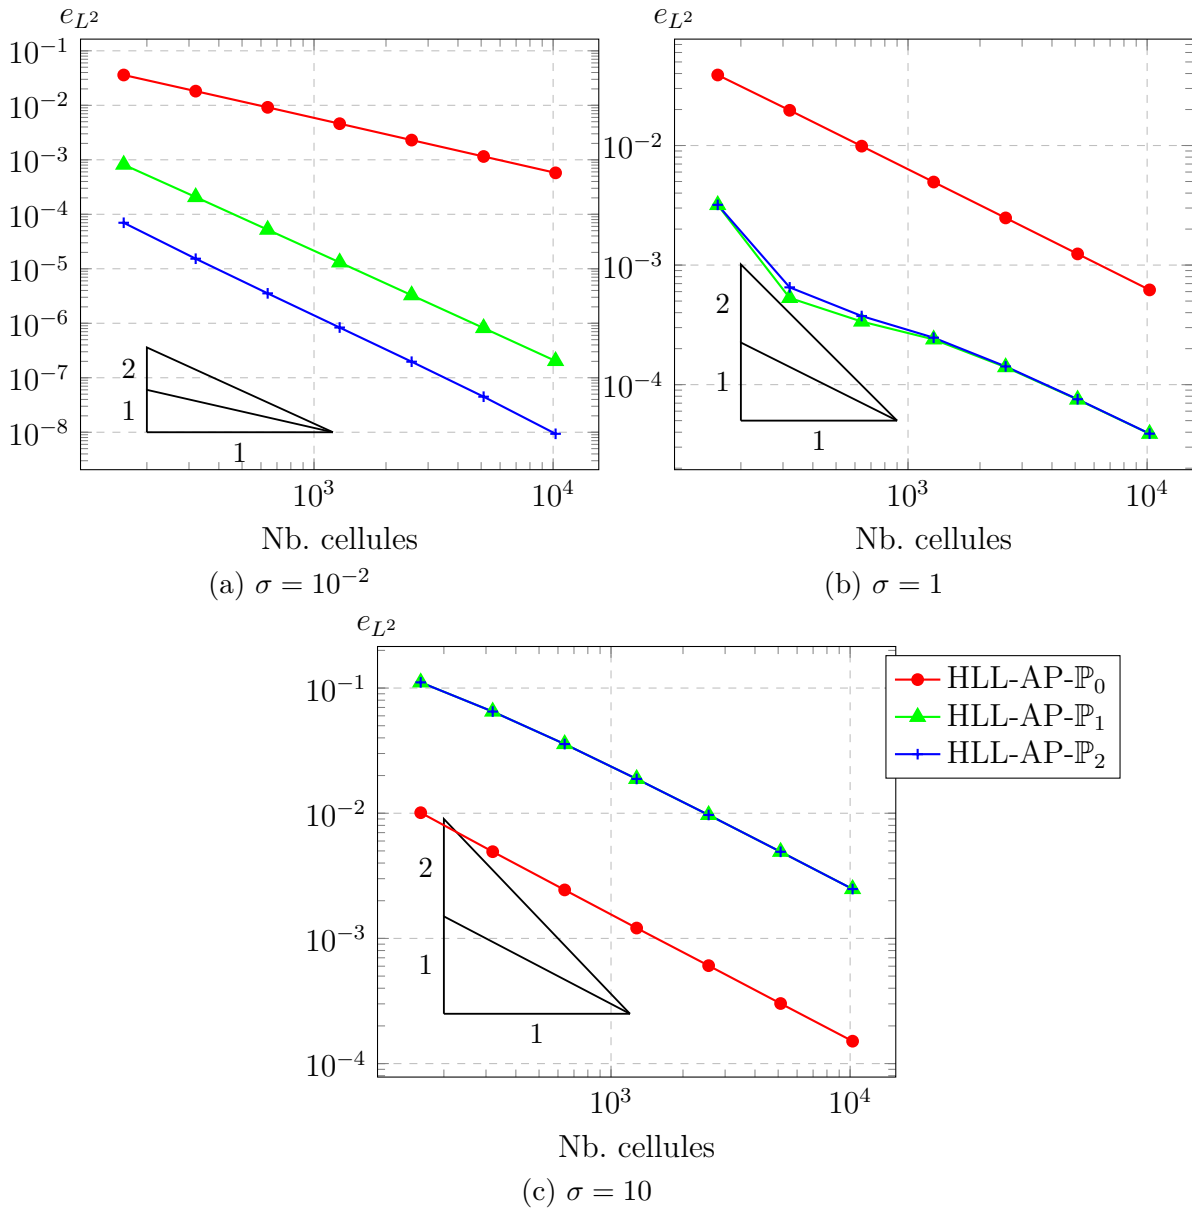 e_{L^2}
10^{-1}
10^{-2}
10^{-3}
10^{-4}
10^{-5}
10^{-6}
10^{-7}
10^{-8}
2
1
1
10^3
10^4
Nb. cellules
(a) σ = 10^{-2}
e_{L^2}
10^{-2}
10^{-3}
10^{-4}
2
1
1
10^3
10^4
Nb. cellules
(b) σ = 1
e_{L^2}
10^{-1}
10^{-2}
10^{-3}
10^{-4}
2
1
1
10^3
10^4
Nb. cellules
(c) σ = 10
HLL-AP-ℙ_0
HLL-AP-ℙ_1
HLL-AP-ℙ_2